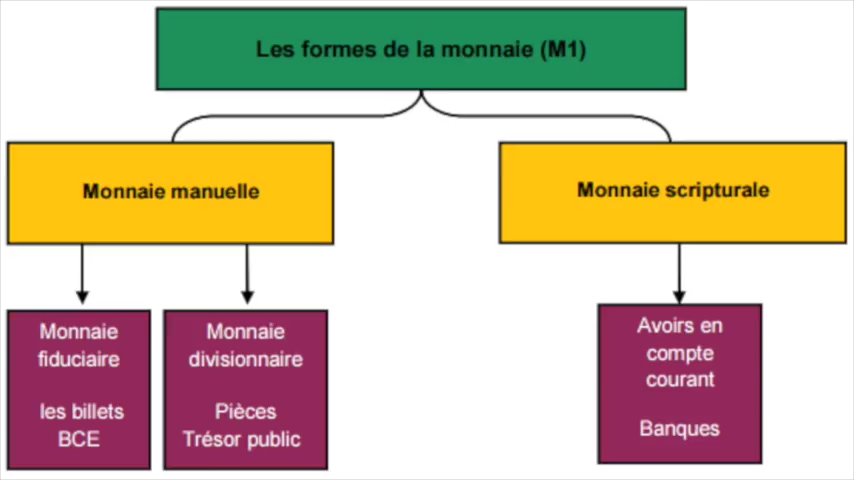 Les formes de la monnaie (M1)
Monnaie manuelle
Monnaie scripturale
Monnaie
fiduciaire
les billets
BCE
Monnaie
divisionnaire
Pièces
Trésor public
Avoirs en
compte
courant
Banques